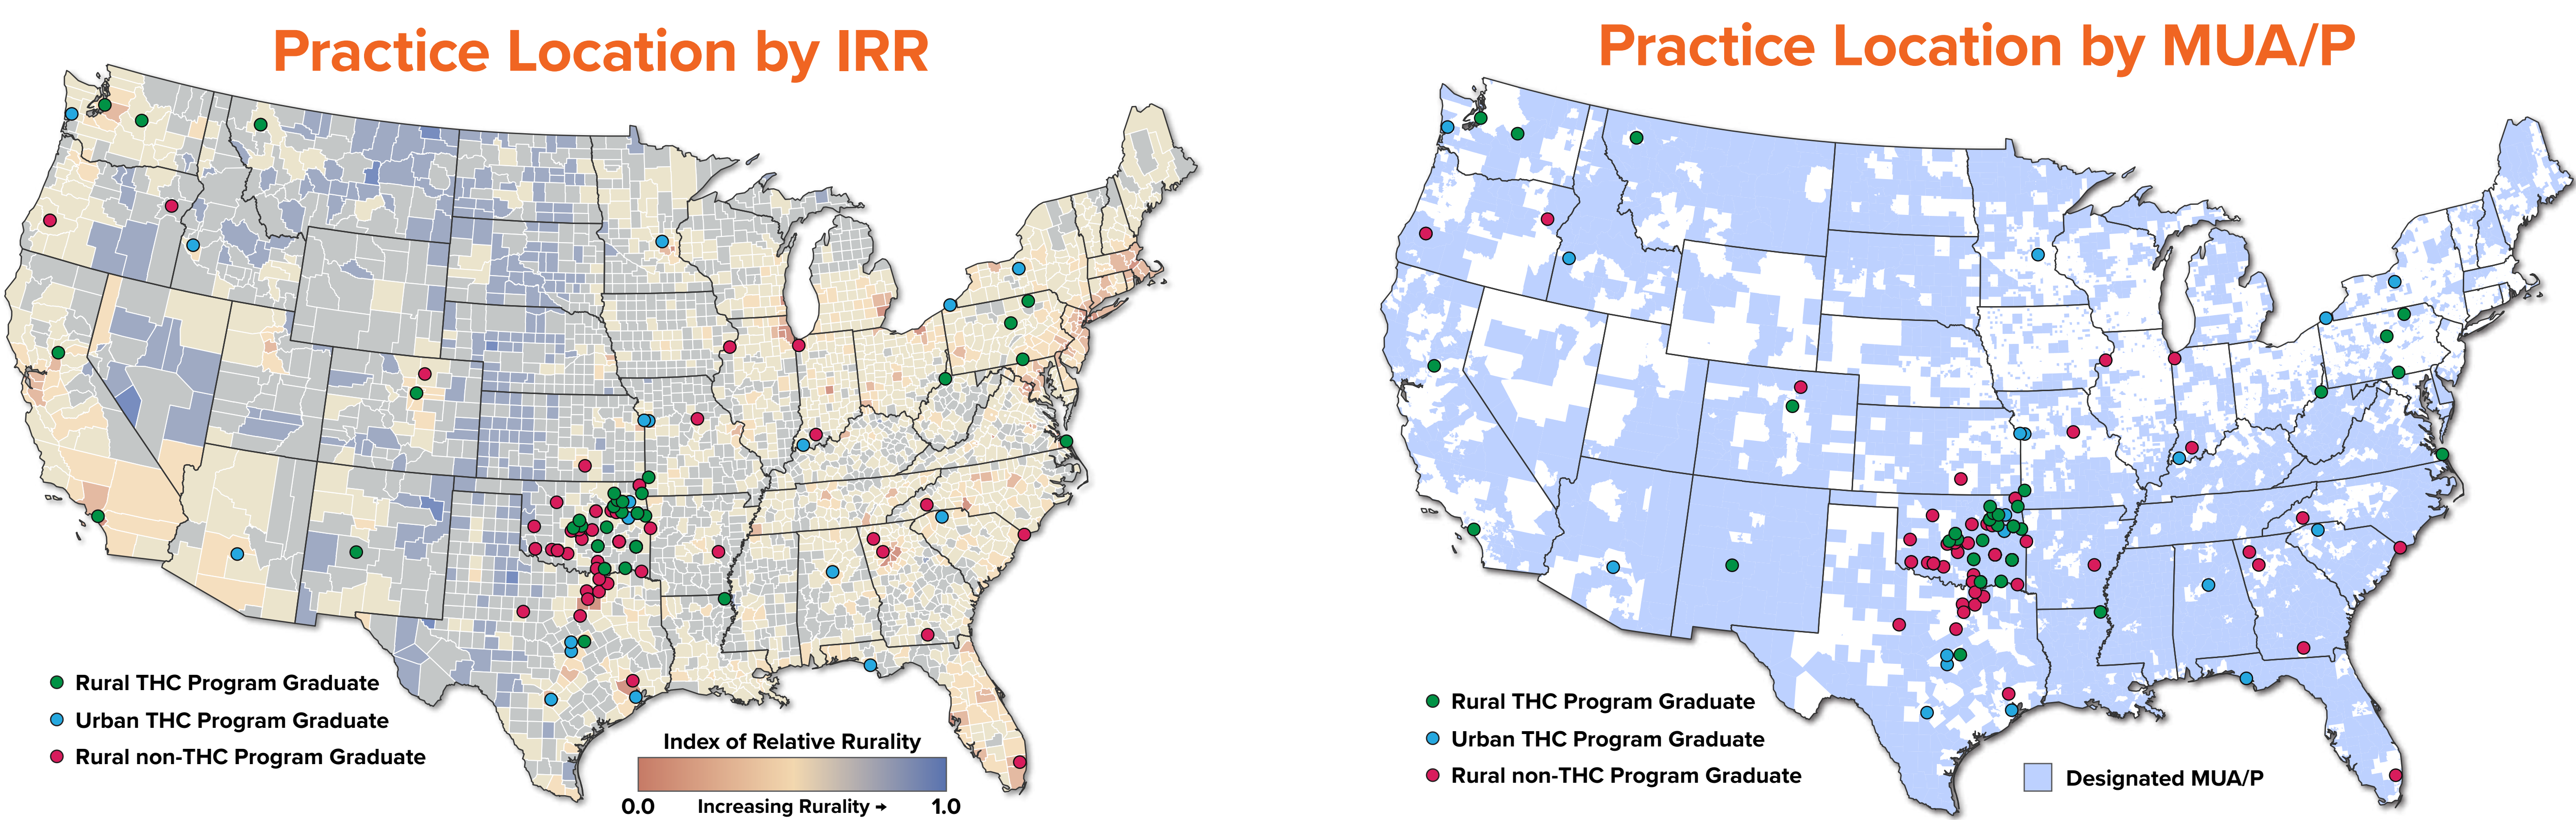 Practice Location by IRR
Rural THC Program Graduate
Urban THC Program Graduate
Rural non-THC Program Graduate
Index of Relative Rurality
0.0
Increasing Rurality →
1.0
Practice Location by MUA/P
Rural THC Program Graduate
Urban THC Program Graduate
Rural non-THC Program Graduate
Designated MUA/P